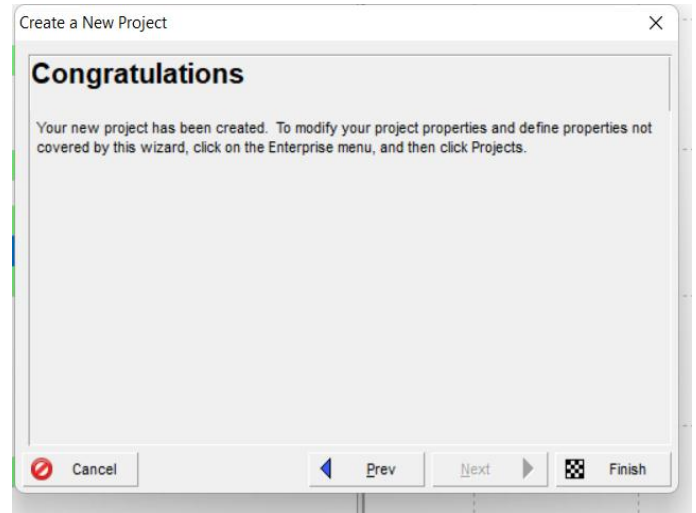 Create a New Project
Congratulations
Your new project has been created. To modify your project properties and define properties not
covered by this wizard, click on the Enterprise menu, and then click Projects.
Cancel
Prev
Next
Finish